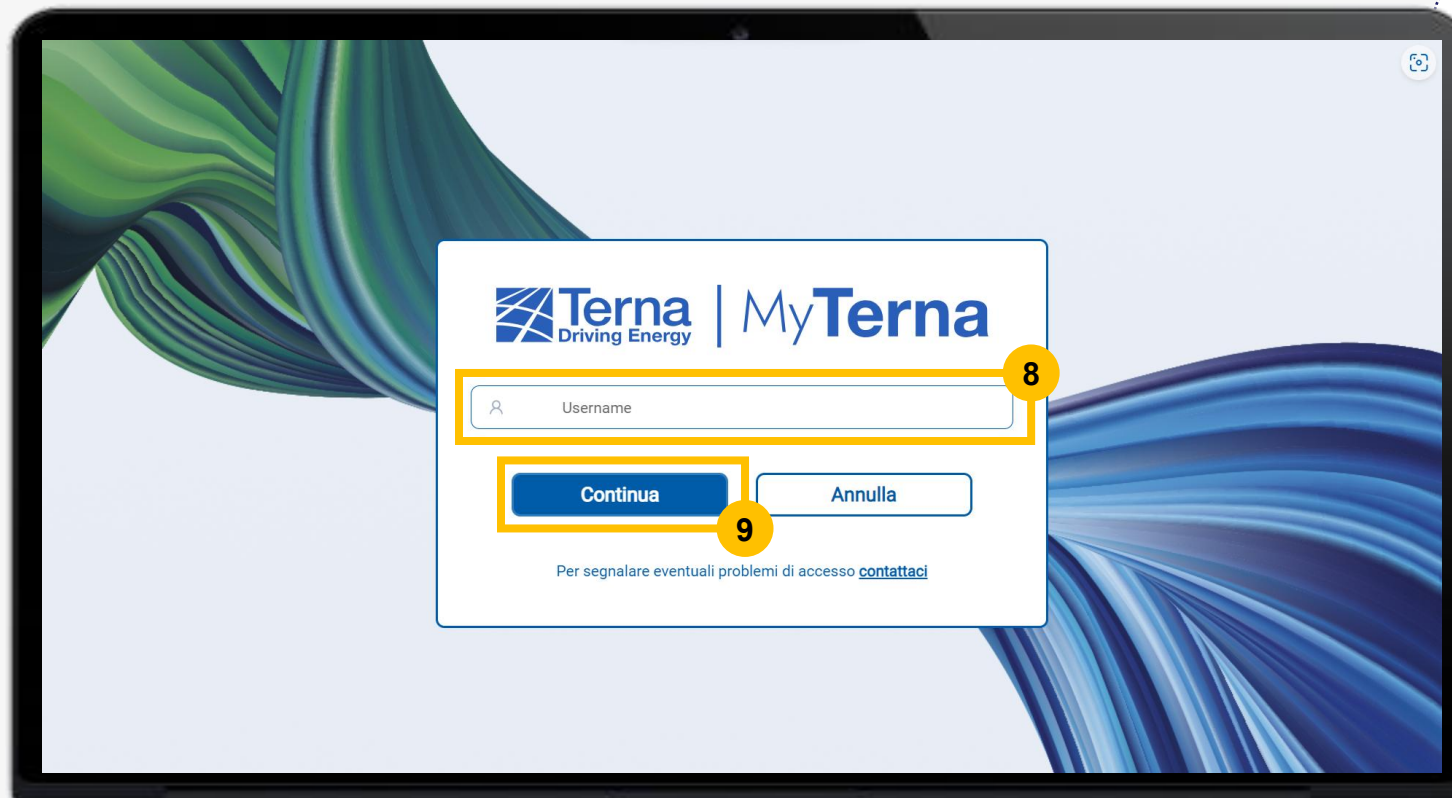 Terna
Driving Energy
MyTerna
8
Username
Continua
Annulla
9
Per segnalare eventuali problemi di accesso contattaci